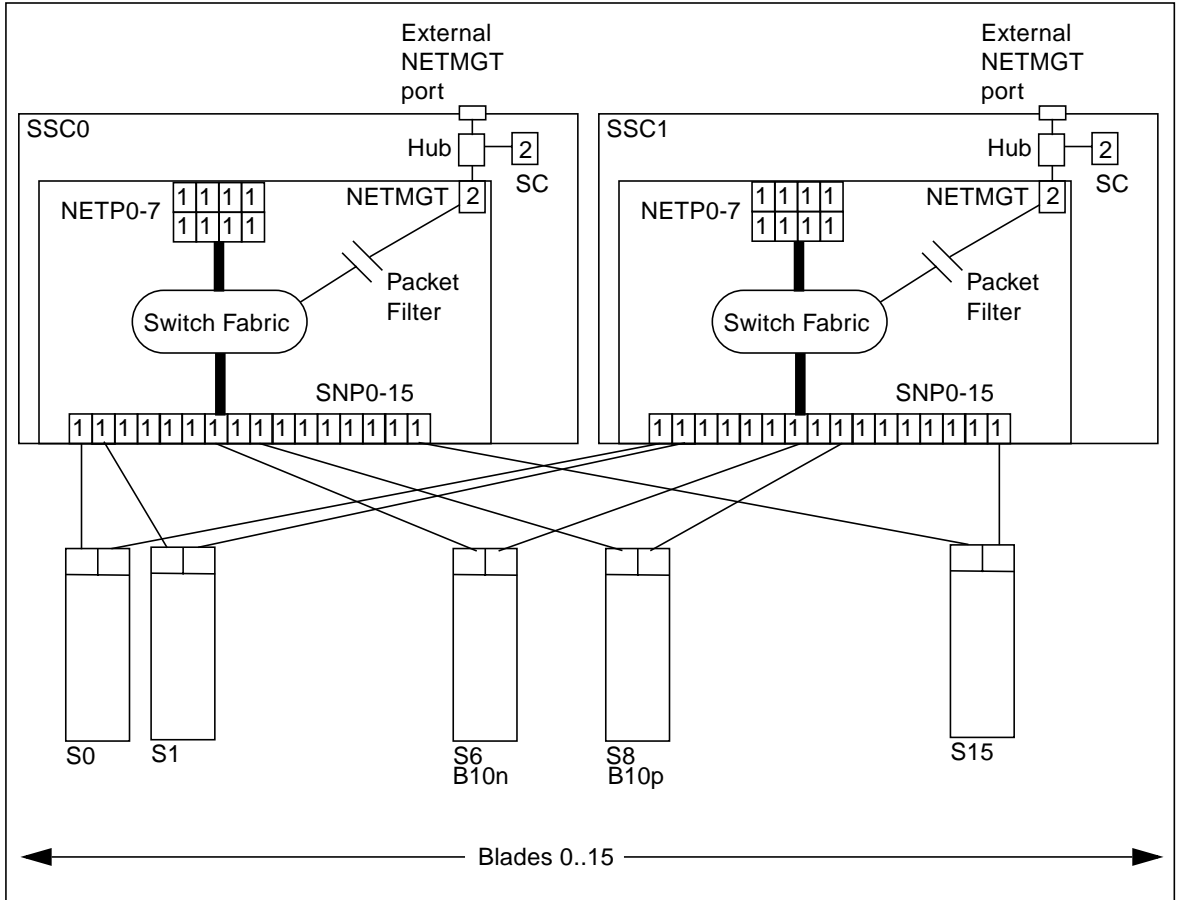 External
NETMGT
port
External
NETMGT
port
SSC0
Hub
2
SC
NETP0-7
1 1 1 1
1 1 1 1
NETMGT
2
Packet
Filter
Switch Fabric
SNP0-15
1 1 1 1 1 1 1 1 1 1 1 1 1 1 1 1
SSC1
Hub
2
SC
NETP0-7
1 1 1 1
1 1 1 1
NETMGT
2
Packet
Filter
Switch Fabric
SNP0-15
1 1 1 1 1 1 1 1 1 1 1 1 1 1 1 1
S0
S1
S6
B10n
S8
B10p
S15
Blades 0..15